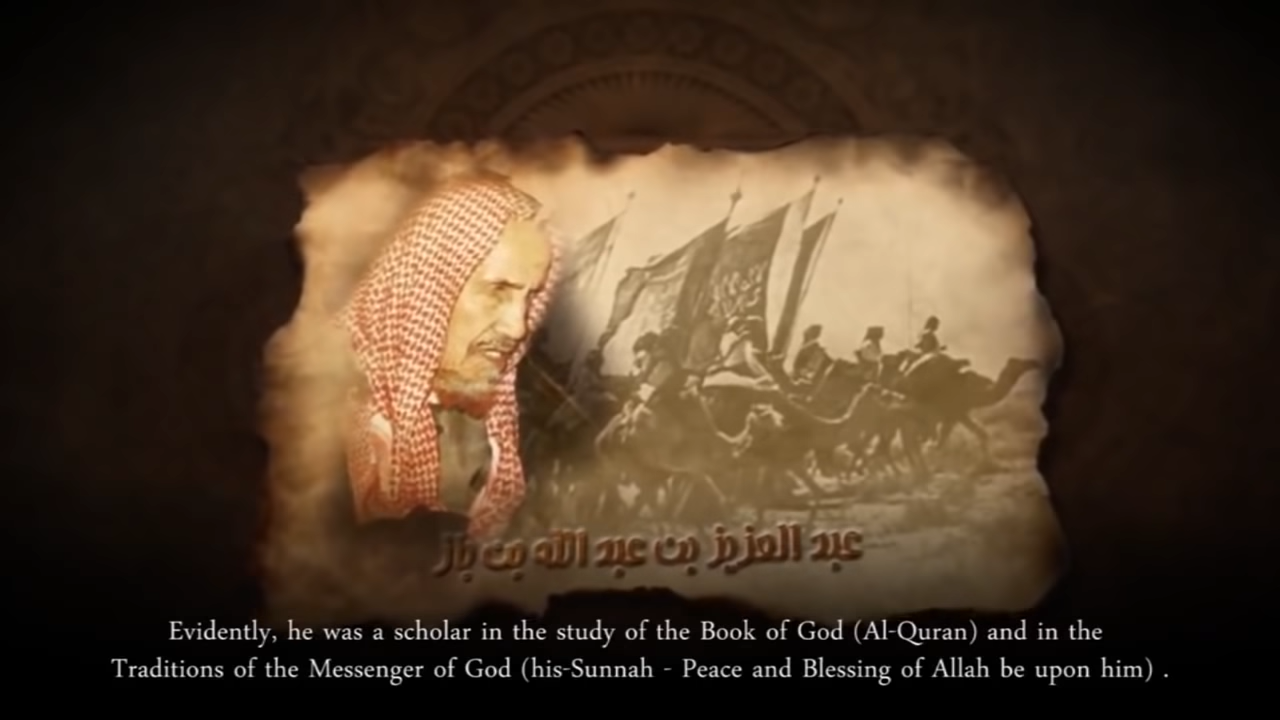 عبد العزيز بن عبد الله بن باز
Evidently, he was a scholar in the study of the Book of God (Al-Quran) and in the
Traditions of the Messenger of God (his-Sunnah - Peace and Blessing of Allah be upon him) .